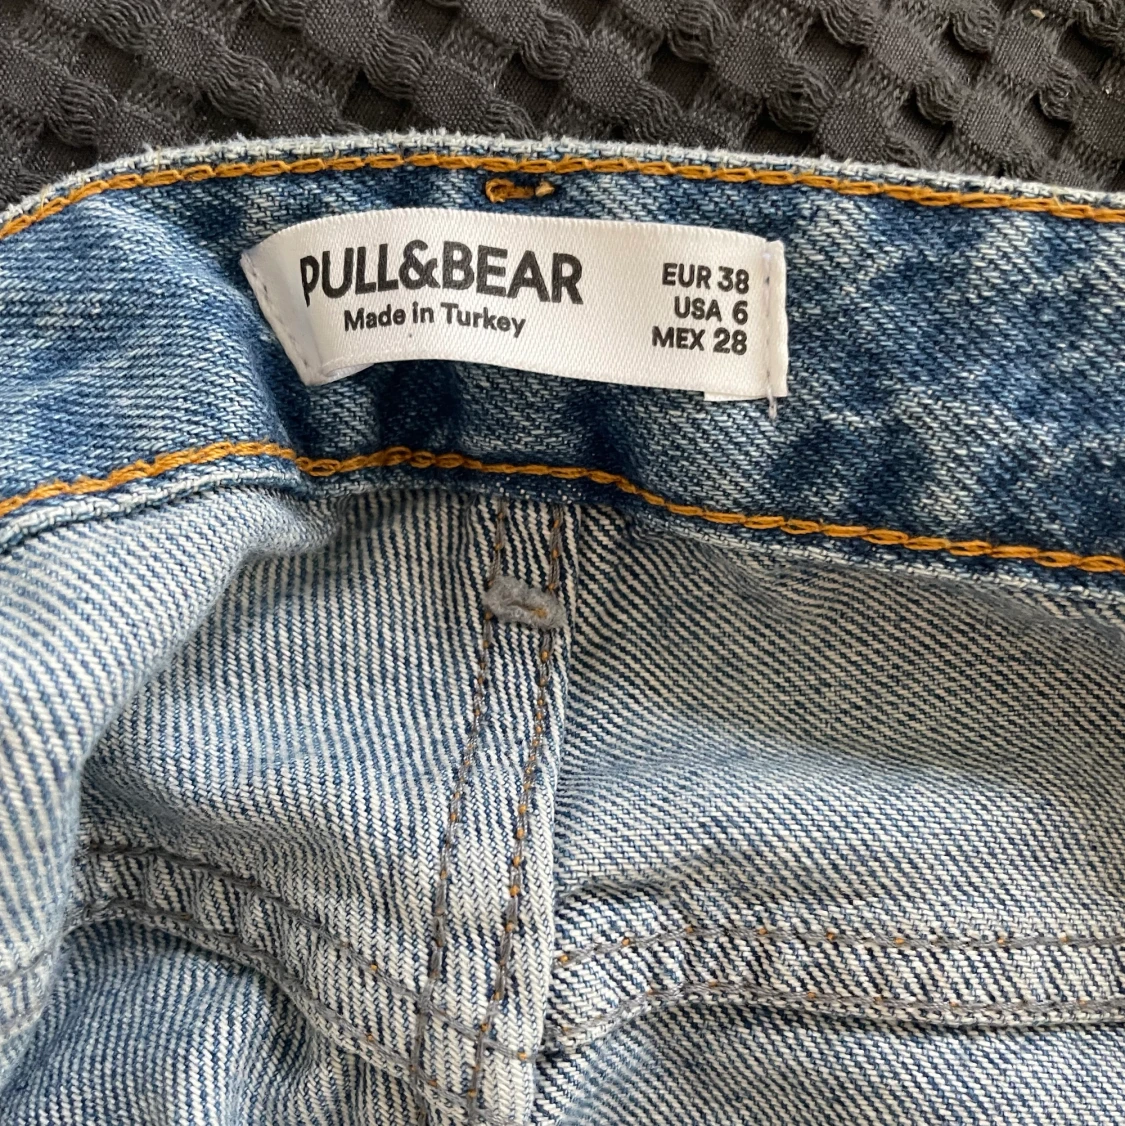 PULL&BEAR
Made in Turkey
EUR 38
USA 6
MEX 28